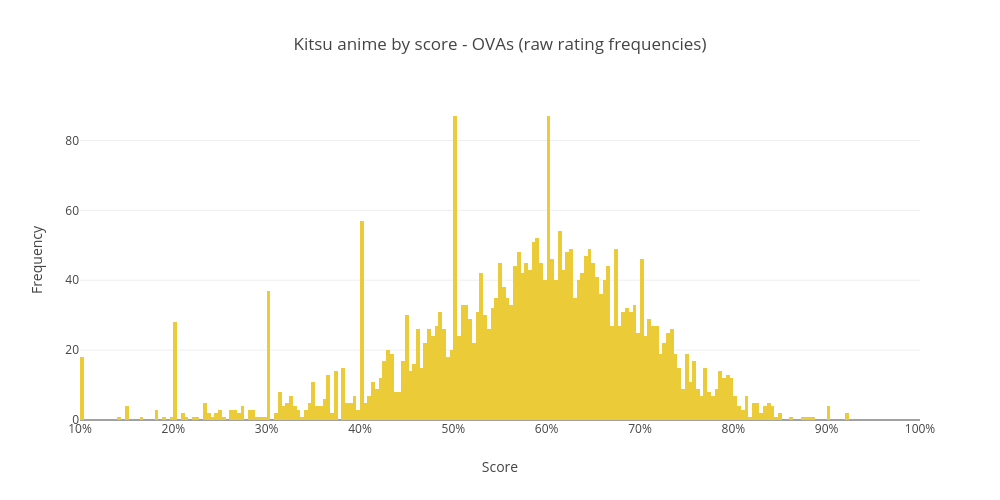 Kitsu anime by score - OVAs (raw rating frequencies)
80
60
40
20
0
Frequency
10% 20% 30% 40% 50% 60% 70% 80% 90% 100%
Score